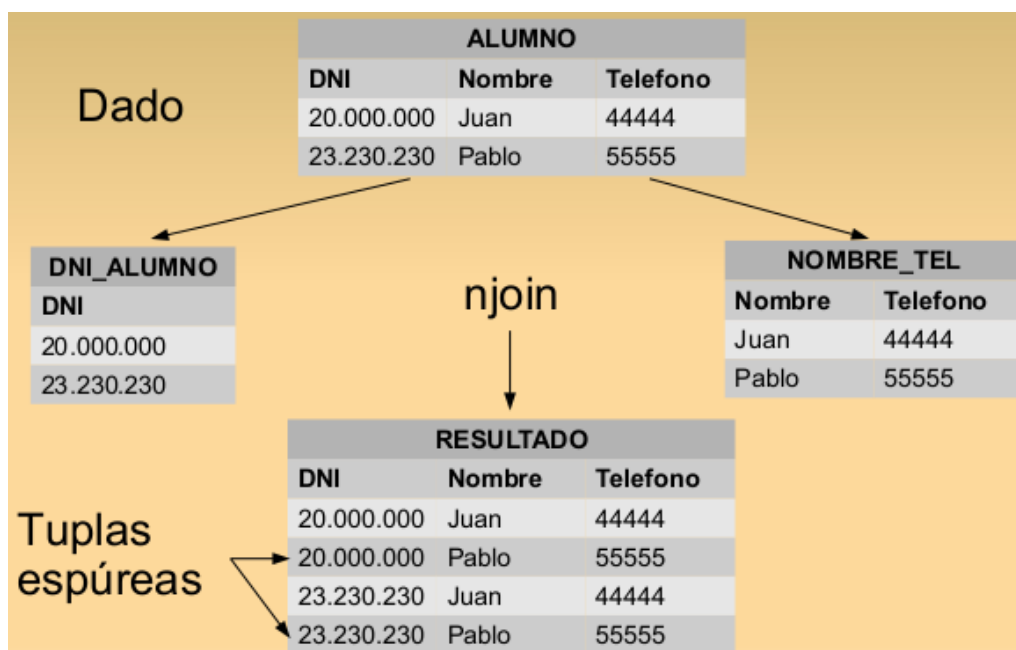 ALUMNO
Dado
DNI Nombre Telefono
20.000.000 Juan 44444
23.230.230 Pablo 55555
DNI_ALUMNO
DNI
20.000.000
23.230.230
njoin
NOMBRE_TEL
Nombre Telefono
Juan 44444
Pablo 55555
RESULTADO
DNI Nombre Telefono
20.000.000 Juan 44444
20.000.000 Pablo 55555
23.230.230 Juan 44444
23.230.230 Pablo 55555
Tuplas
espúreas